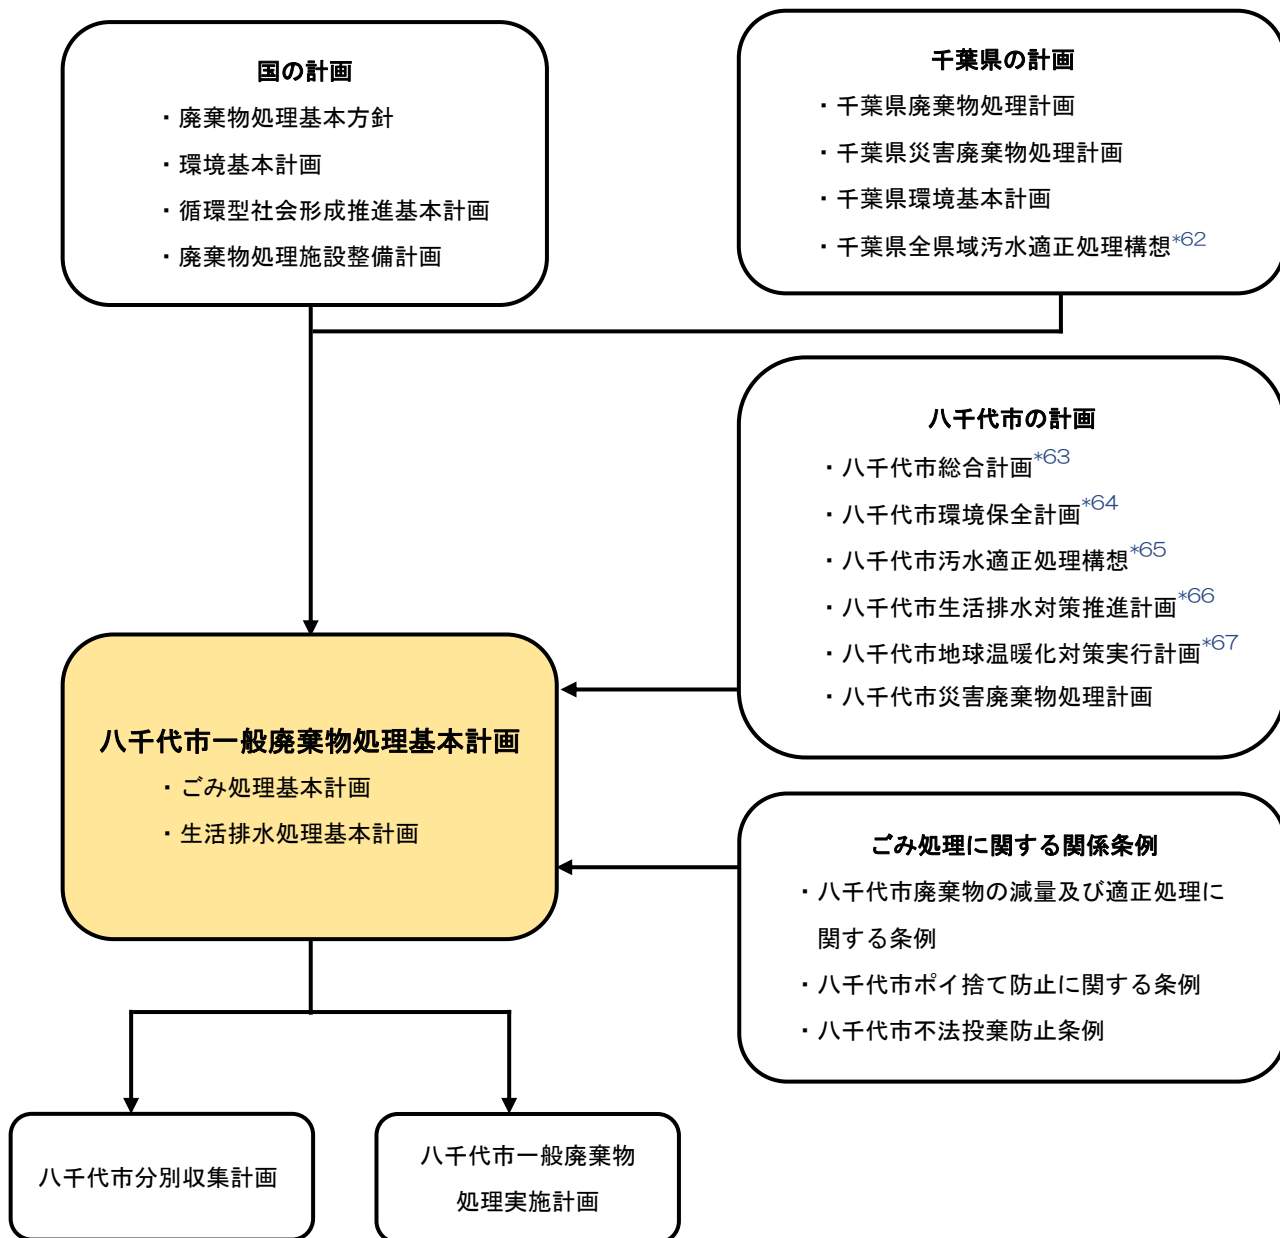 国の計画
・廃棄物処理基本方針
・環境基本計画
・循環型社会形成推進基本計画
・廃棄物処理施設整備計画
千葉県の計画
・千葉県廃棄物処理計画
・千葉県災害廃棄物処理計画
・千葉県環境基本計画
・千葉県全県域汚水適正処理構想*62
八千代市の計画
・八千代市総合計画*63
・八千代市環境保全計画*64
・八千代市汚水適正処理構想*65
・八千代市生活排水対策推進計画*66
・八千代市地球温暖化対策実行計画*67
・八千代市災害廃棄物処理計画
八千代市一般廃棄物処理基本計画
・ごみ処理基本計画
・生活排水処理基本計画
ごみ処理に関する関係条例
・八千代市廃棄物の減量及び適正処理に
関する条例
・八千代市ポイ捨て防止に関する条例
・八千代市不法投棄防止条例
八千代市分別収集計画
八千代市一般廃棄物
処理実施計画